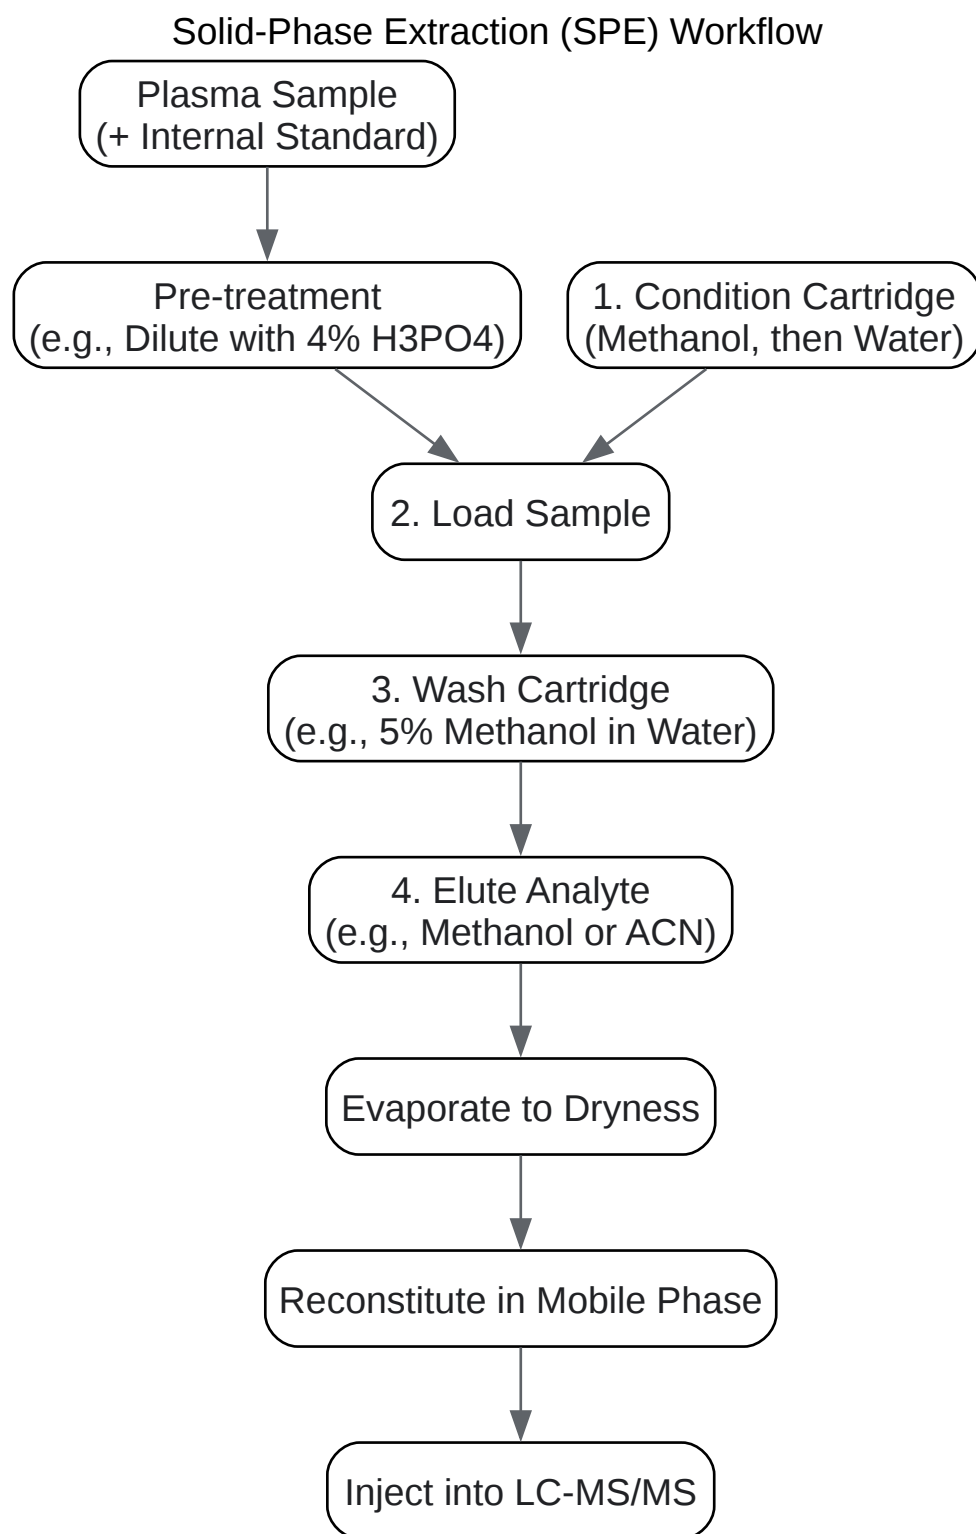 Solid-Phase Extraction (SPE) Workflow
Plasma Sample
(+ Internal Standard)
Pre-treatment
(e.g., Dilute with 4% H3PO4)
1. Condition Cartridge
(Methanol, then Water)
2. Load Sample
3. Wash Cartridge
(e.g., 5% Methanol in Water)
4. Elute Analyte
(e.g., Methanol or ACN)
Evaporate to Dryness
Reconstitute in Mobile Phase
Inject into LC-MS/MS